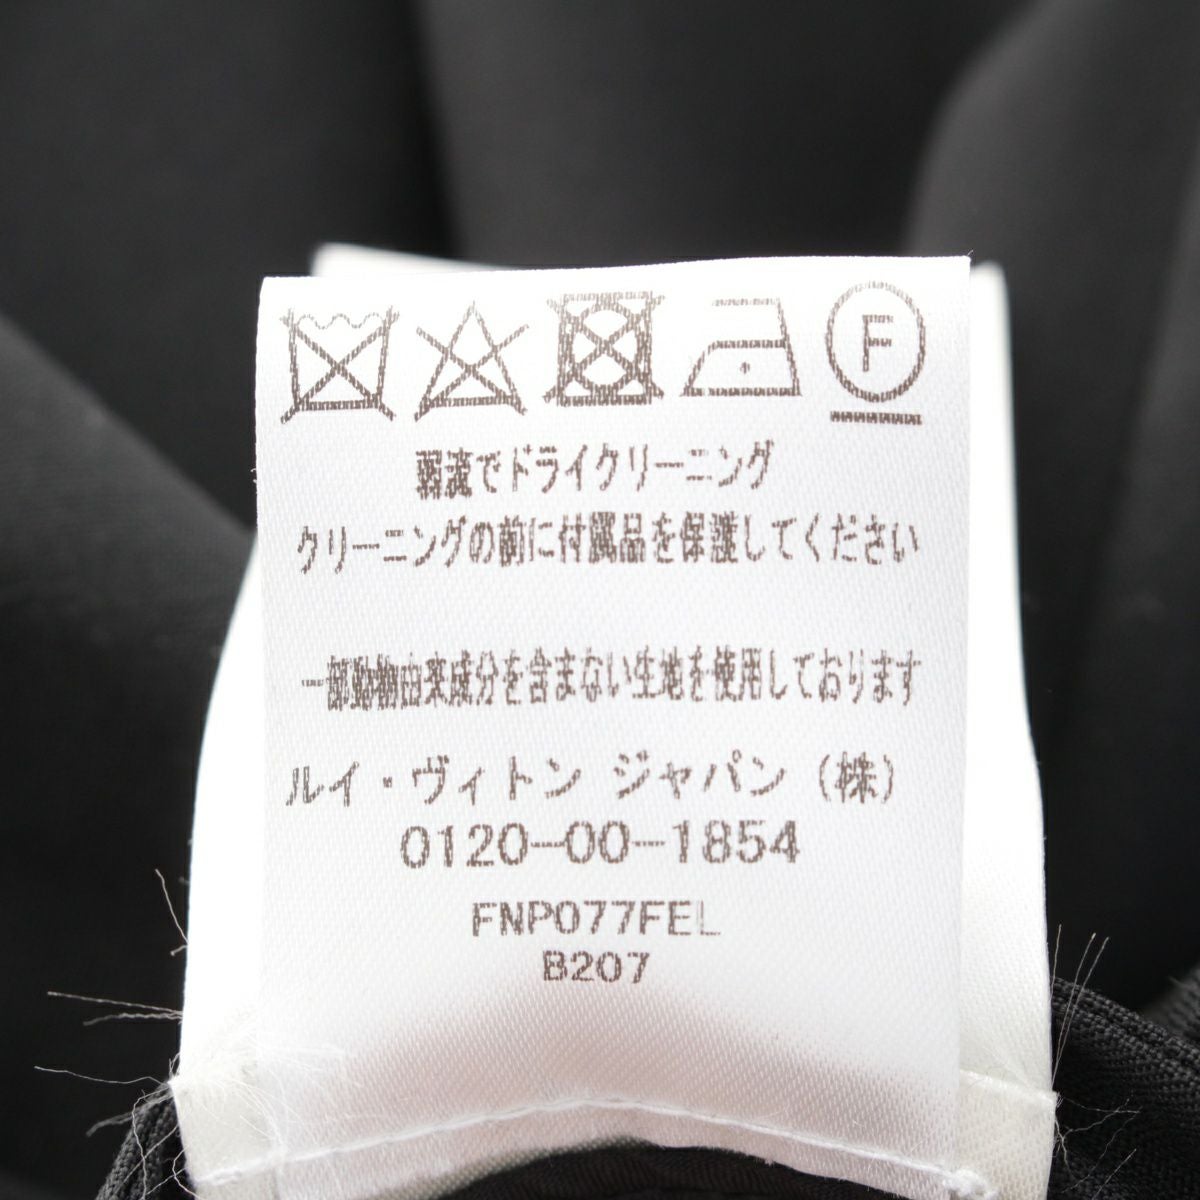 F
弱流でドライクリーニング
クリーニングの前に付属品を保護してください
一部動物由来成分を含まない生地を使用しております
ルイ・ヴィトン ジャパン（株）
0120-00-1854
FNP077FEL
B207